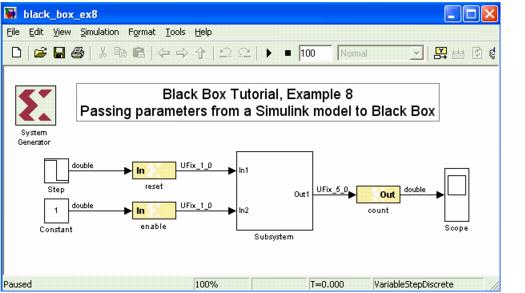 black_box_ex8
File Edit View Simulation Format Tools Help
100 Normal
Black Box Tutorial, Example 8
Passing parameters from a Simulink model to Black Box
System
Generator
double
In
UFix_1_0
In1
Step
reset
Out1
UFix_5_0
Out
double
1
double
In
UFix_1_0
In2
count
Constant
enable
Subsystem
Scope
Paused 100% T=0.000 VariableStepDiscrete